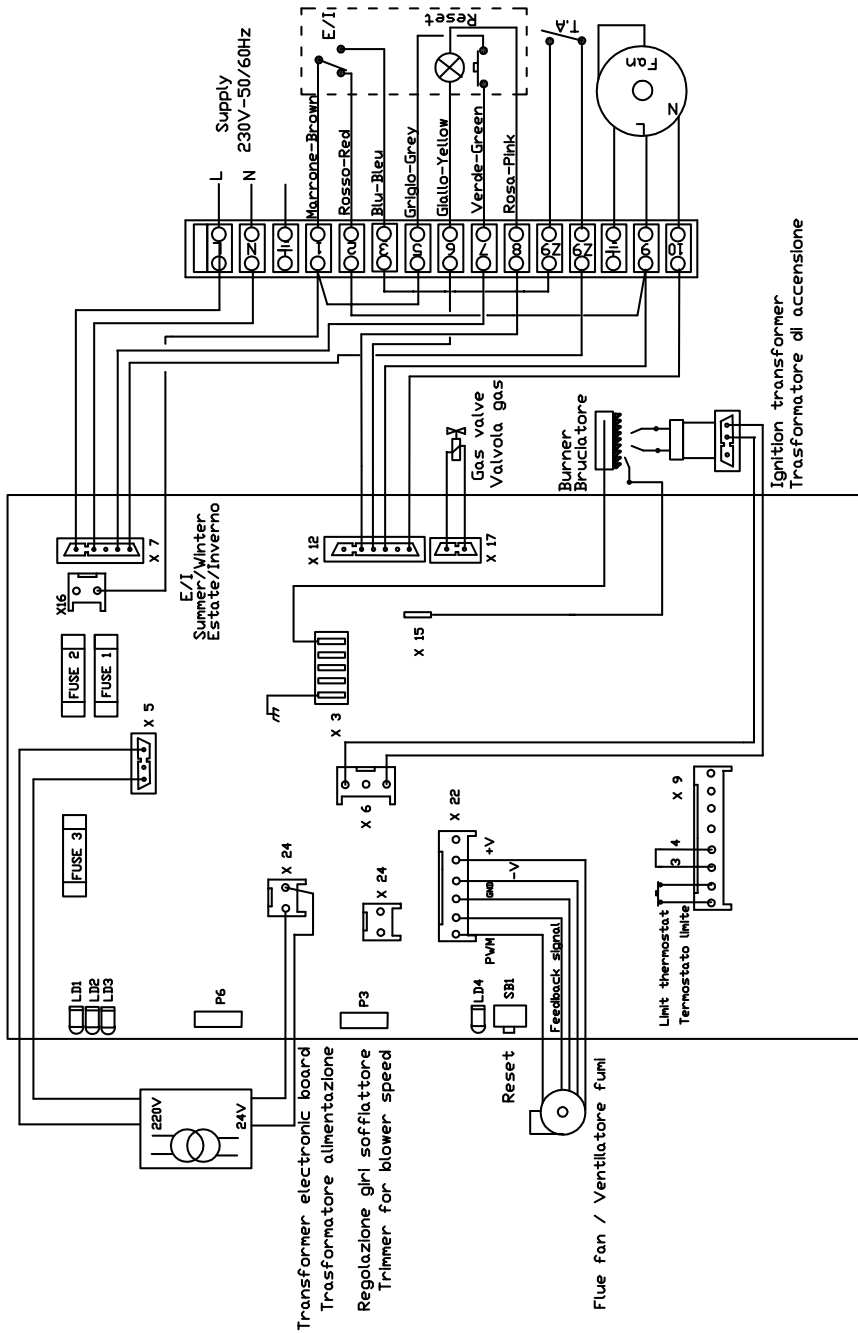 Supply
230V-50/60Hz
L
N
E/I
Reset
T.A
Marrone-Brown
Rosso-Red
Blu-Bleu
Grigio-Grey
Giallo-Yellow
Verde-Green
Rosa-Pink
Fan
L
N
L
N
1
2
3
5
6
7
8
Z9
Z9
9
10
X 7
X16
E/I
Summer/Winter
Estate/Inverno
X 12
X 17
Gas valve
Valvola gas
Burner
Bruciatore
Ignition transformer
Trasformatore di accensione
FUSE 2
FUSE 1
X 5
X 3
X 15
FUSE 3
X 24
X 6
X 24
X 22
+V
-V
GND
PWM
Feedback signal
X 9
4
3
Limit thermostat
Termostato limite
LD1
LD2
LD3
P6
P3
LD4
SB1
Reset
220V
24V
Transformer electronic board
Trasformatore alimentazione
Regolazione giri soffiattore
Trimmer for blower speed
Flue fan / Ventilatore fumi